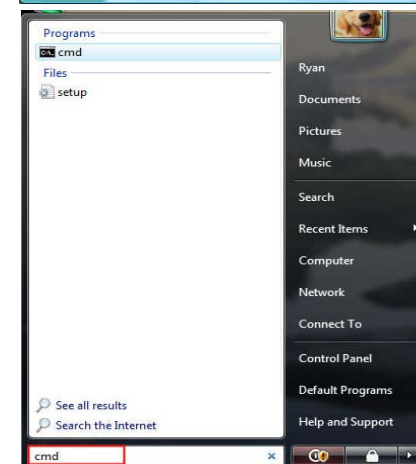 Programs
cmd
Files
setup
See all results
Search the Internet
cmd
Ryan
Documents
Pictures
Music
Search
Recent Items
Computer
Network
Connect To
Control Panel
Default Programs
Help and Support